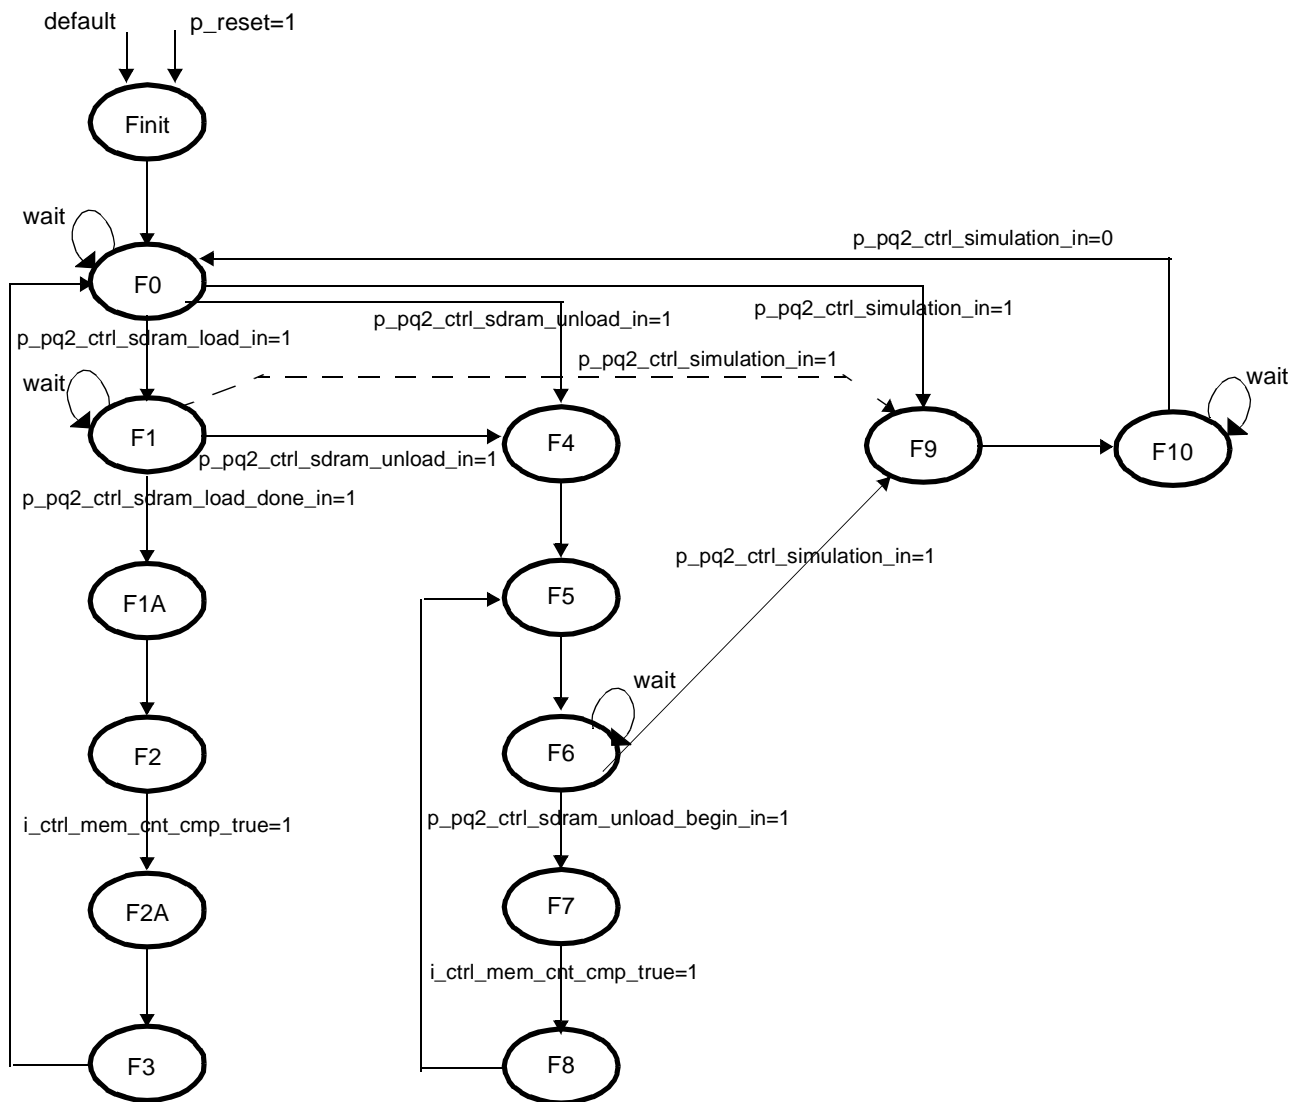 default
p_reset=1
Finit
wait
p_pq2_ctrl_simulation_in=0
F0
p_pq2_ctrl_simulation_in=1
p_pq2_ctrl_sdram_unload_in=1
p_pq2_ctrl_sdram_load_in=1
p_pq2_ctrl_simulation_in=1
wait
wait
F1
F4
F9
F10
p_pq2_ctrl_sdram_unload_in=1
p_pq2_ctrl_sdram_load_done_in=1
p_pq2_ctrl_simulation_in=1
F1A
F5
wait
F2
F6
i_ctrl_mem_cnt_cmp_true=1
p_pq2_ctrl_sdram_unload_begin_in=1
F2A
F7
i_ctrl_mem_cnt_cmp_true=1
F3
F8